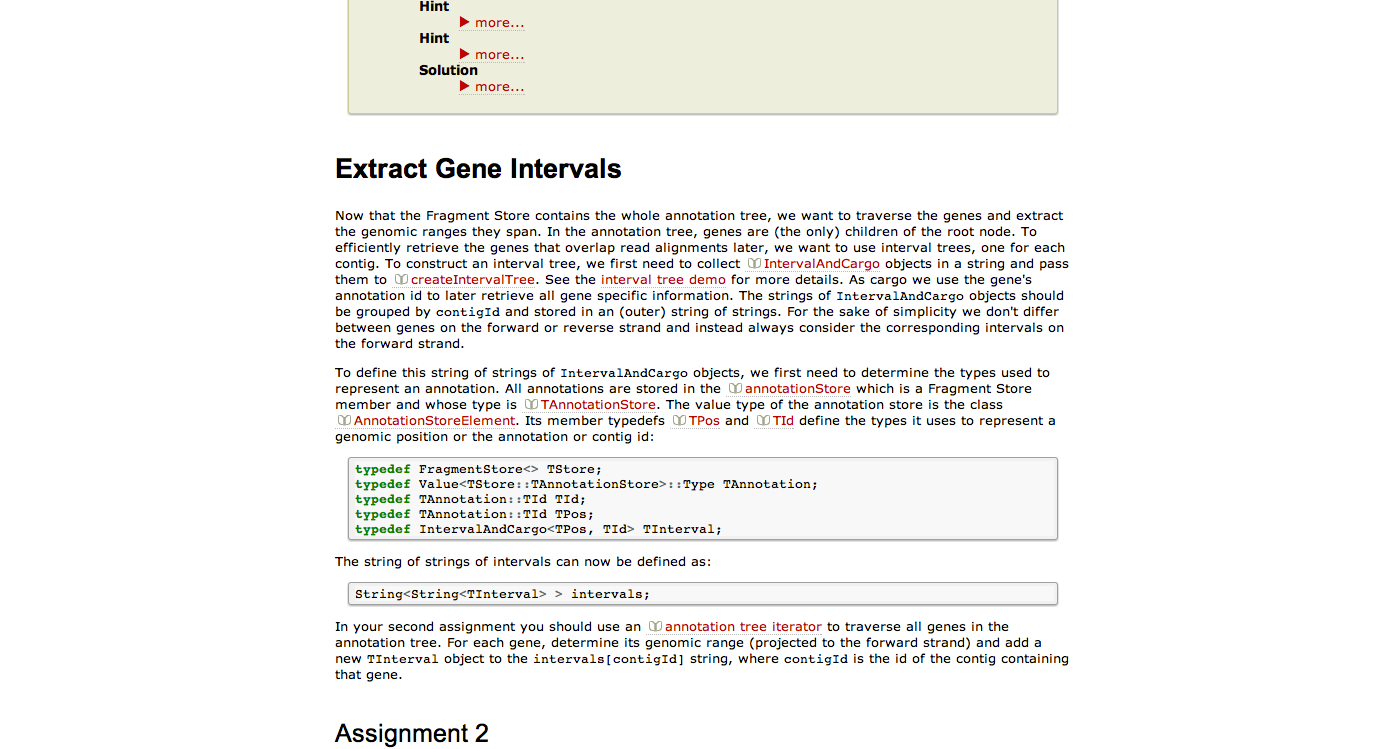 Hint
▶ more...
Hint
▶ more...
Solution
▶ more...
Extract Gene Intervals
Now that the Fragment Store contains the whole annotation tree, we want to traverse the genes and extract
the genomic ranges they span. In the annotation tree, genes are (the only) children of the root node. To
efficiently retrieve the genes that overlap read alignments later, we want to use interval trees, one for each
contig. To construct an interval tree, we first need to collect IntervalAndCargo objects in a string and pass
them to createIntervalTree. See the interval tree demo for more details. As cargo we use the gene's
annotation id to later retrieve all gene specific information. The strings of IntervalAndCargo objects should
be grouped by contigId and stored in an (outer) string of strings. For the sake of simplicity we don't differ
between genes on the forward or reverse strand and instead always consider the corresponding intervals on
the forward strand.
To define this string of strings of IntervalAndCargo objects, we first need to determine the types used to
represent an annotation. All annotations are stored in the annotationStore which is a Fragment Store
member and whose type is TAnnotationStore. The value type of the annotation store is the class
AnnotationStoreElement. Its member typedefs TPos and TId define the types it uses to represent a
genomic position or the annotation or contig id:
typedef FragmentStore<> TStore;
typedef Value<TStore::TAnnotationStore>::Type TAnnotation;
typedef TAnnotation::TId TId;
typedef TAnnotation::TId TPos;
typedef IntervalAndCargo<TPos, TId> TInterval;
The string of strings of intervals can now be defined as:
String<String<TInterval> > intervals;
In your second assignment you should use an annotation tree iterator to traverse all genes in the
annotation tree. For each gene, determine its genomic range (projected to the forward strand) and add a
new TInterval object to the intervals[contigId] string, where contigId is the id of the contig containing
that gene.
Assignment 2